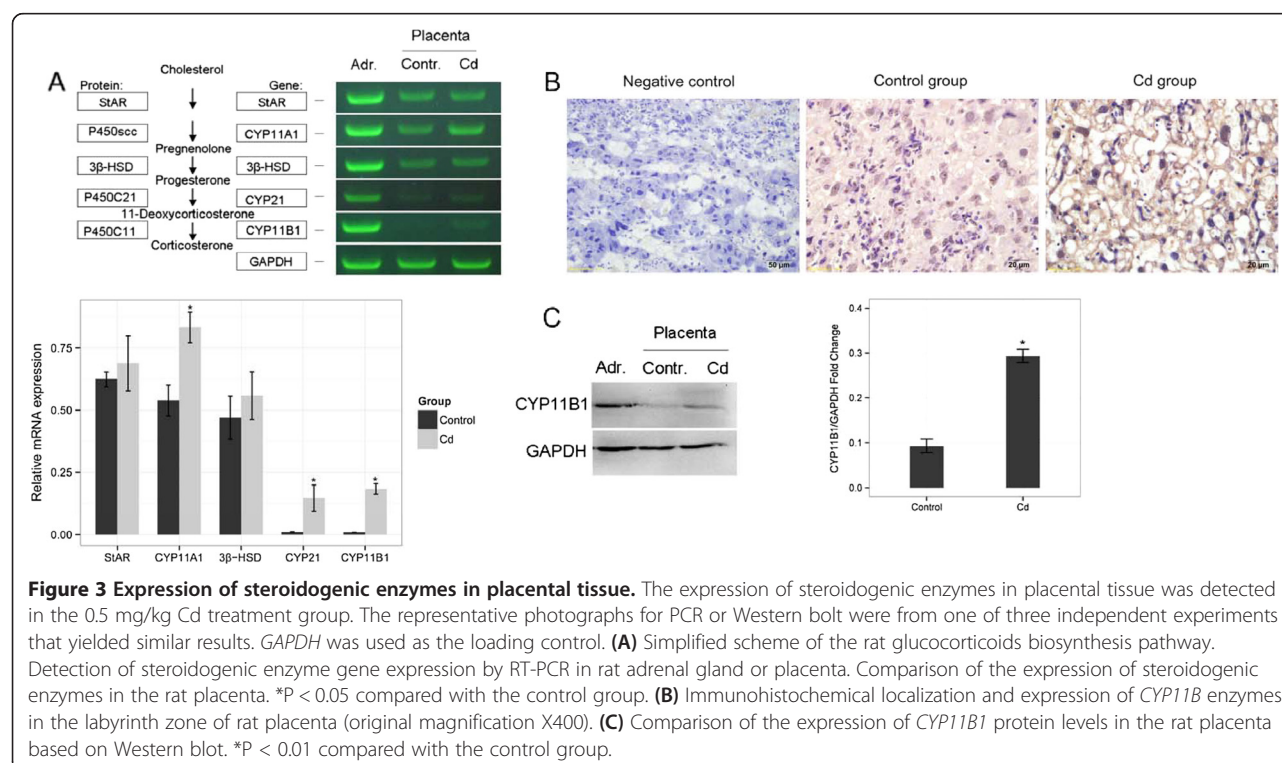 A
Protein:
Cholesterol
Gene:
Placenta
Adr. Contr. Cd
StAR
StAR
P450scc
CYP11A1
Pregnenolone
3β-HSD
3β-HSD
Progesterone
P450C21
CYP21
11-Deoxycorticosterone
P450C11
CYP11B1
Corticosterone
GAPDH
B
Negative control
Control group
Cd group
50 µm
20 µm
20 µm
Relative mRNA expression
0.75
0.50
0.25
0.00
*
*
*
StAR CYP11A1 3β-HSD CYP21 CYP11B1
Group
Control
Cd
C
Placenta
Adr. Contr. Cd
CYP11B1
GAPDH
CYP11B1/GAPDH Fold Change
0.3
0.2
0.1
0.0
*
Control Cd
Figure 3 Expression of steroidogenic enzymes in placental tissue. The expression of steroidogenic enzymes in placental tissue was detected
in the 0.5 mg/kg Cd treatment group. The representative photographs for PCR or Western bolt were from one of three independent experiments
that yielded similar results. GAPDH was used as the loading control. (A) Simplified scheme of the rat glucocorticoids biosynthesis pathway.
Detection of steroidogenic enzyme gene expression by RT-PCR in rat adrenal gland or placenta. Comparison of the expression of steroidogenic
enzymes in the rat placenta. *P < 0.05 compared with the control group. (B) Immunohistochemical localization and expression of CYP11B enzymes
in the labyrinth zone of rat placenta (original magnification X400). (C) Comparison of the expression of CYP11B1 protein levels in the rat placenta
based on Western blot. *P < 0.01 compared with the control group.